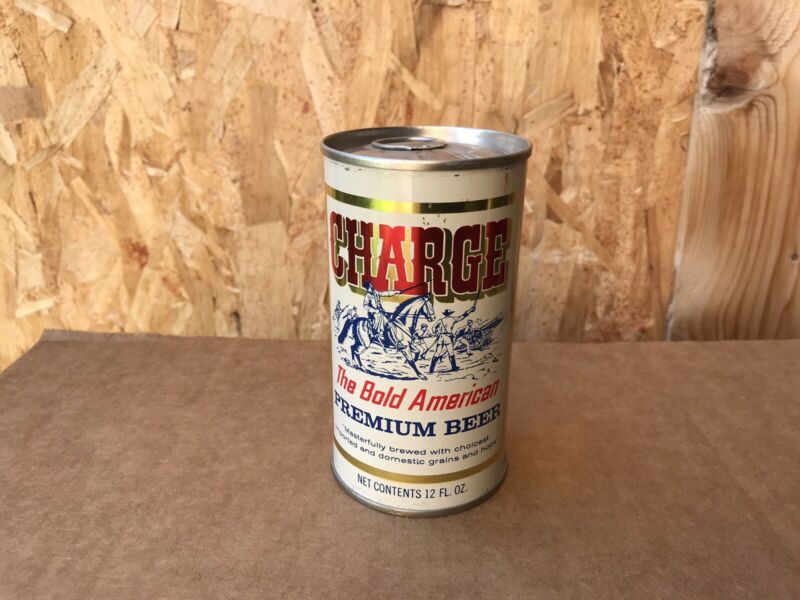 CHARGE
The Bold American
PREMIUM BEER
"Masterfully brewed with choicest
imported and domestic grains and hops"
NET CONTENTS 12 FL. OZ.